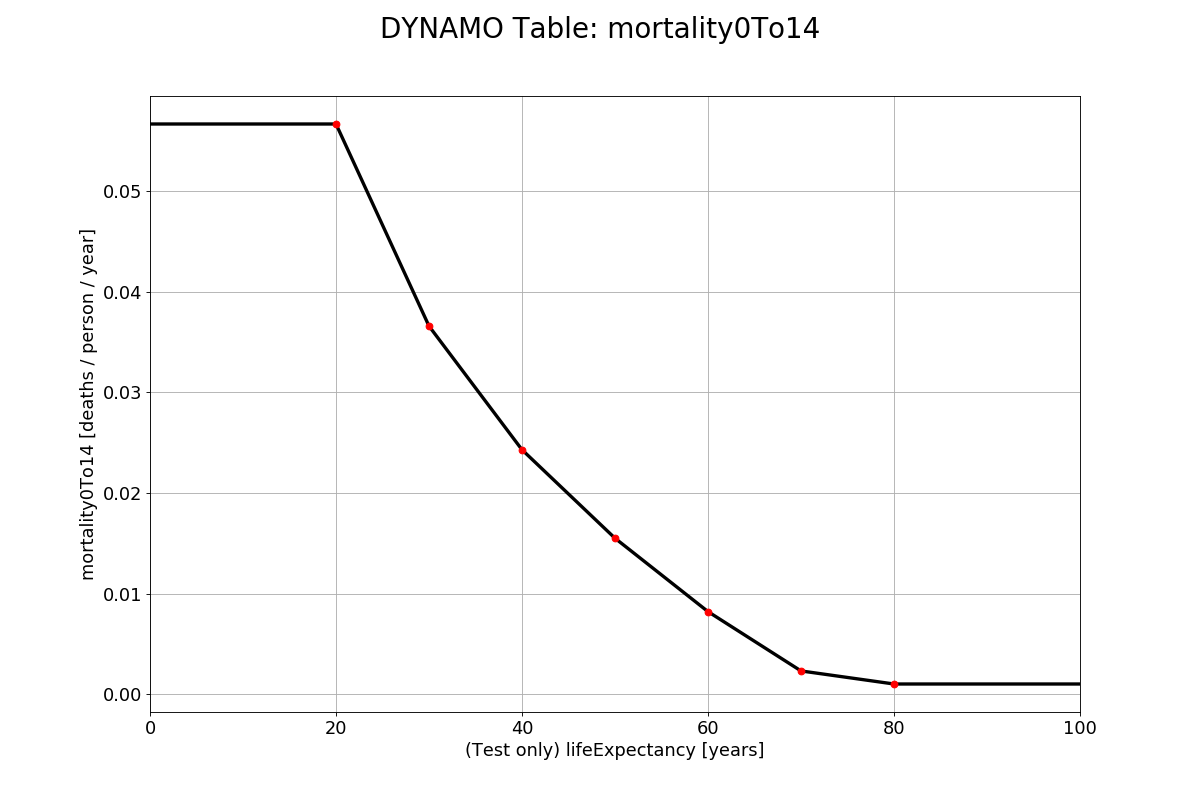 DYNAMO Table: mortality0To14
mortality0To14 [deaths / person / year]
0.05
0.04
0.03
0.02
0.01
0.00
0 20 40 60 80 100
(Test only) lifeExpectancy [years]